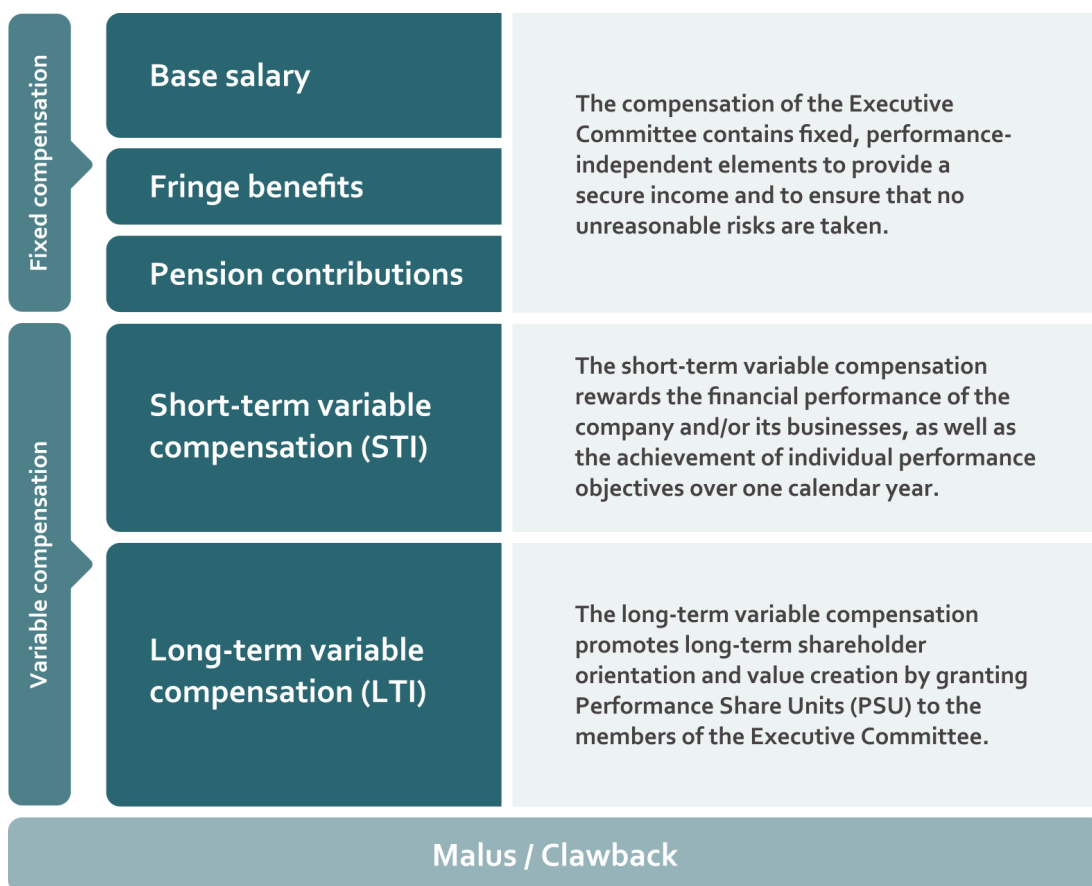 Fixed compensation
Base salary
Fringe benefits
Pension contributions
The compensation of the Executive
Committee contains fixed, performance-
independent elements to provide a
secure income and to ensure that no
unreasonable risks are taken.
Variable compensation
Short-term variable
compensation (STI)
The short-term variable compensation
rewards the financial performance of the
company and/or its businesses, as well as
the achievement of individual performance
objectives over one calendar year.
Long-term variable
compensation (LTI)
The long-term variable compensation
promotes long-term shareholder
orientation and value creation by granting
Performance Share Units (PSU) to the
members of the Executive Committee.
Malus / Clawback